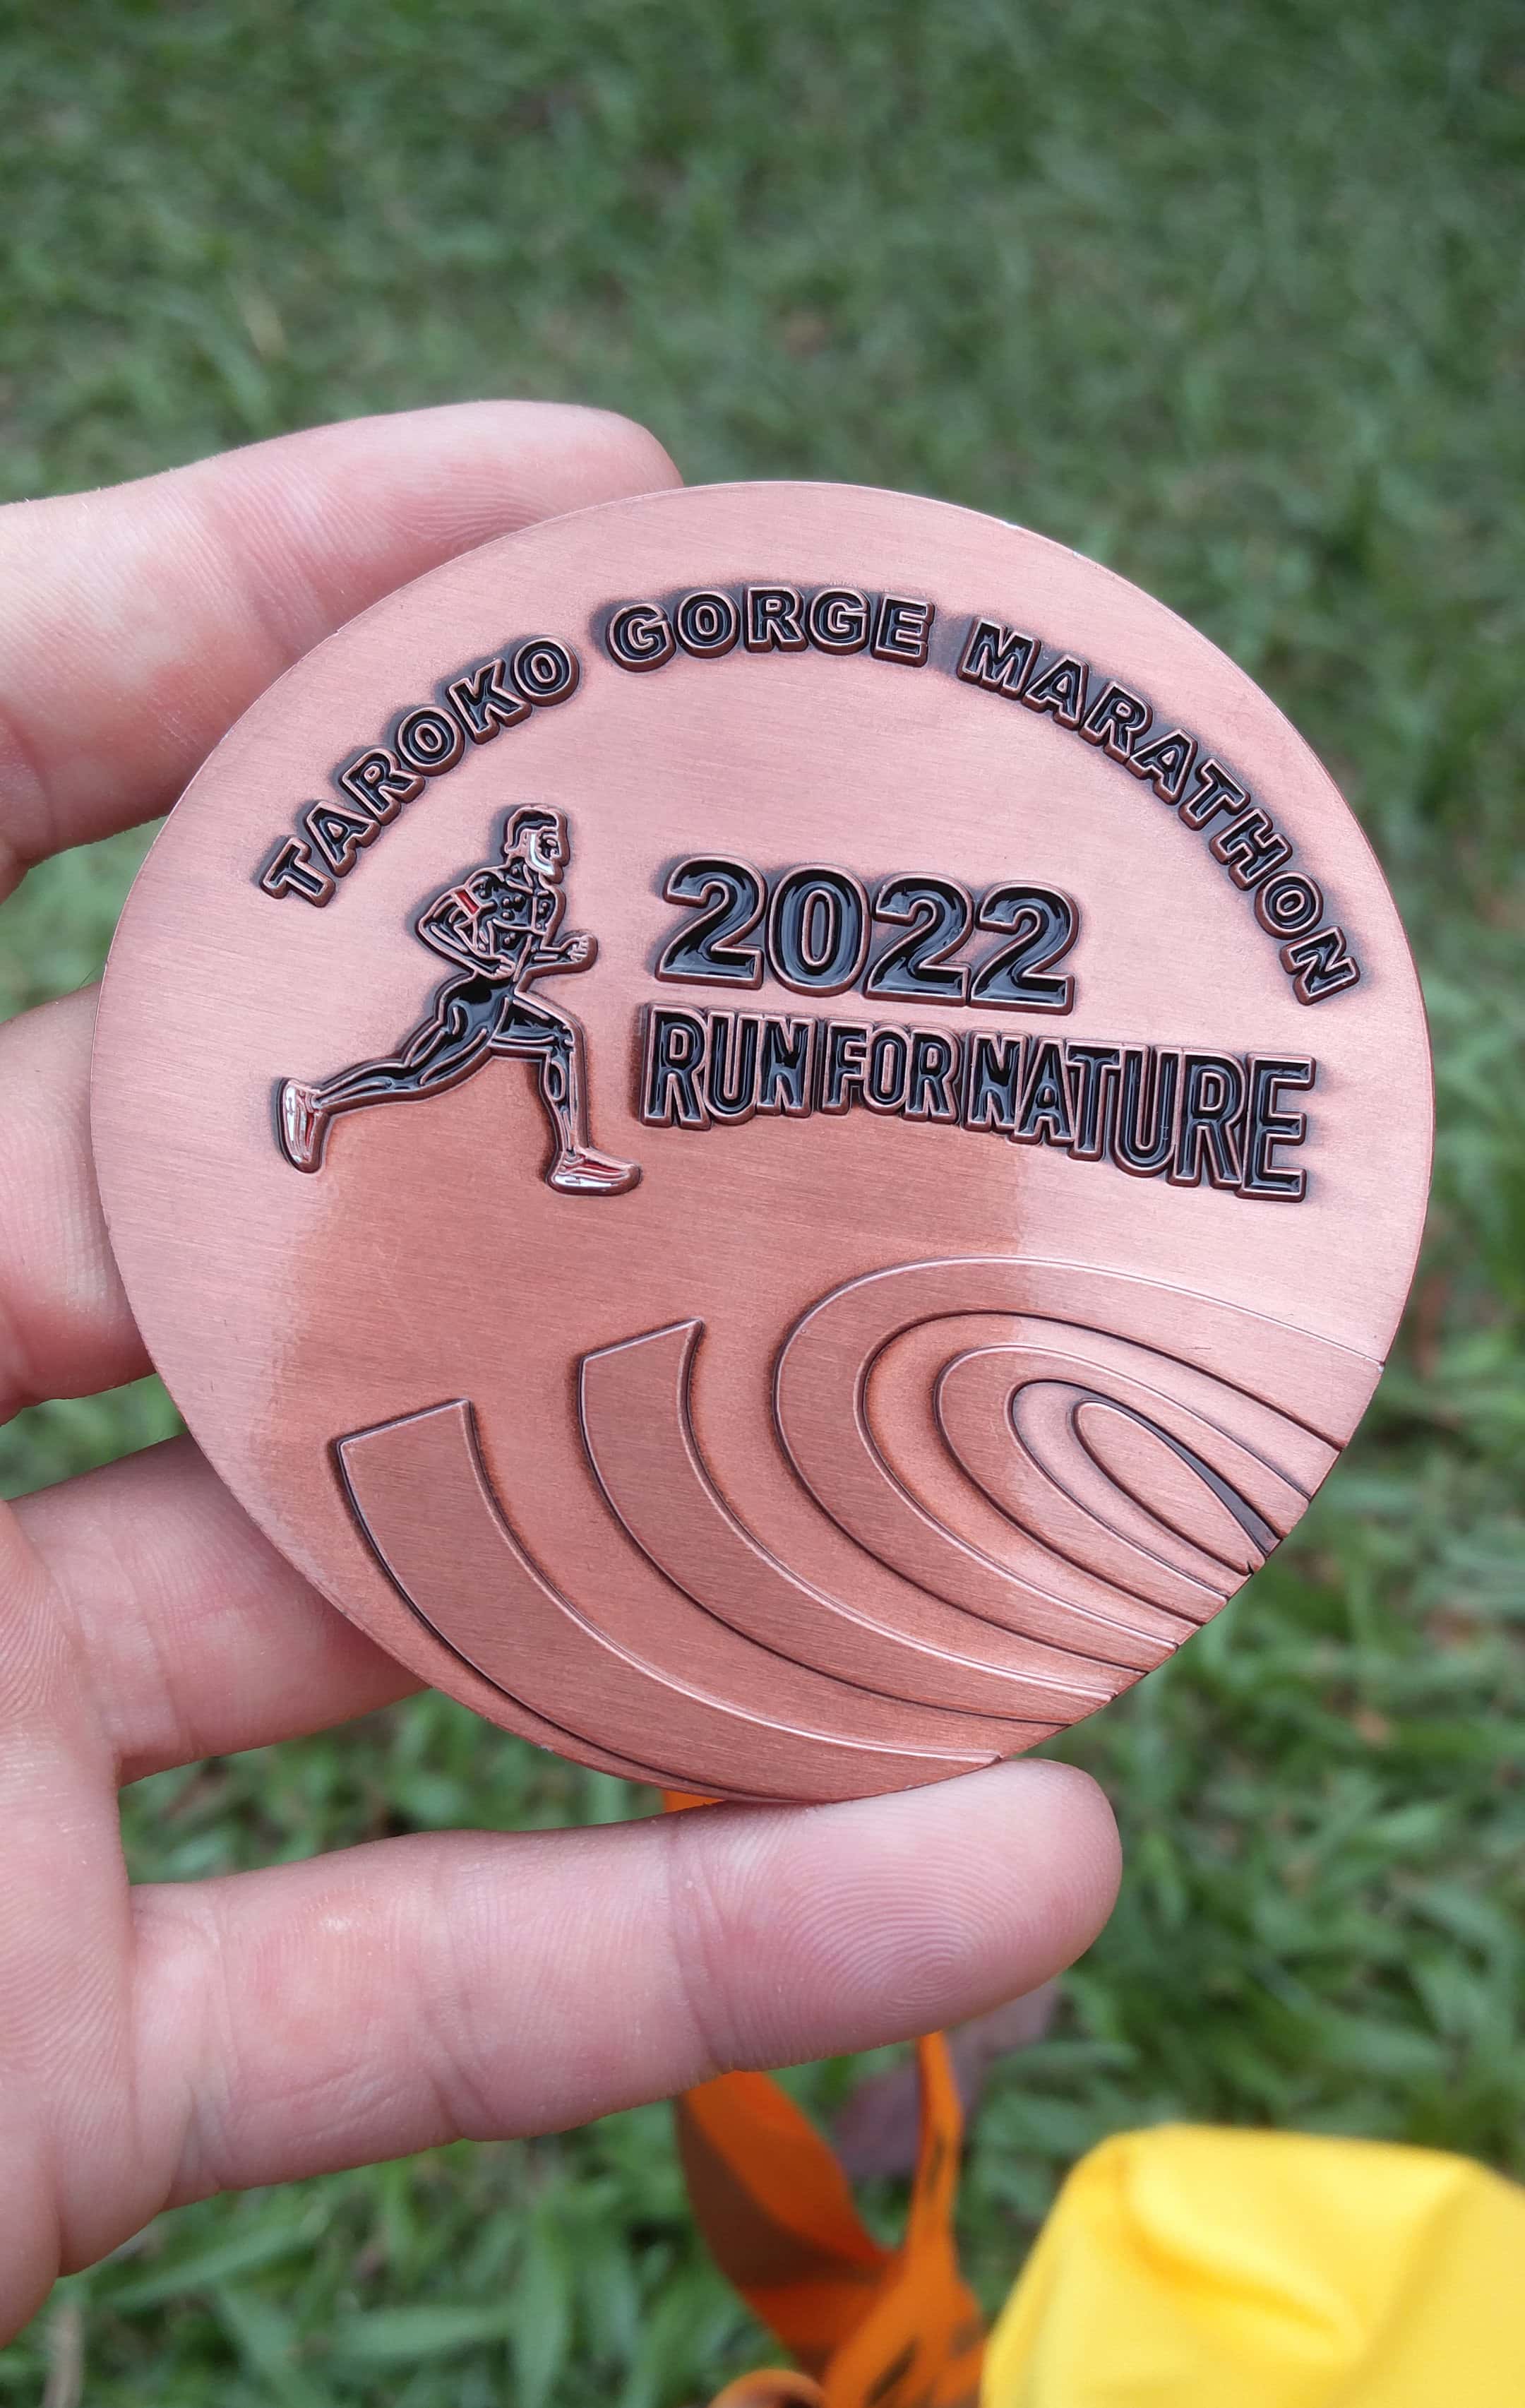 TAROKO GORGE MARATHON
2022
RUN FOR NATURE